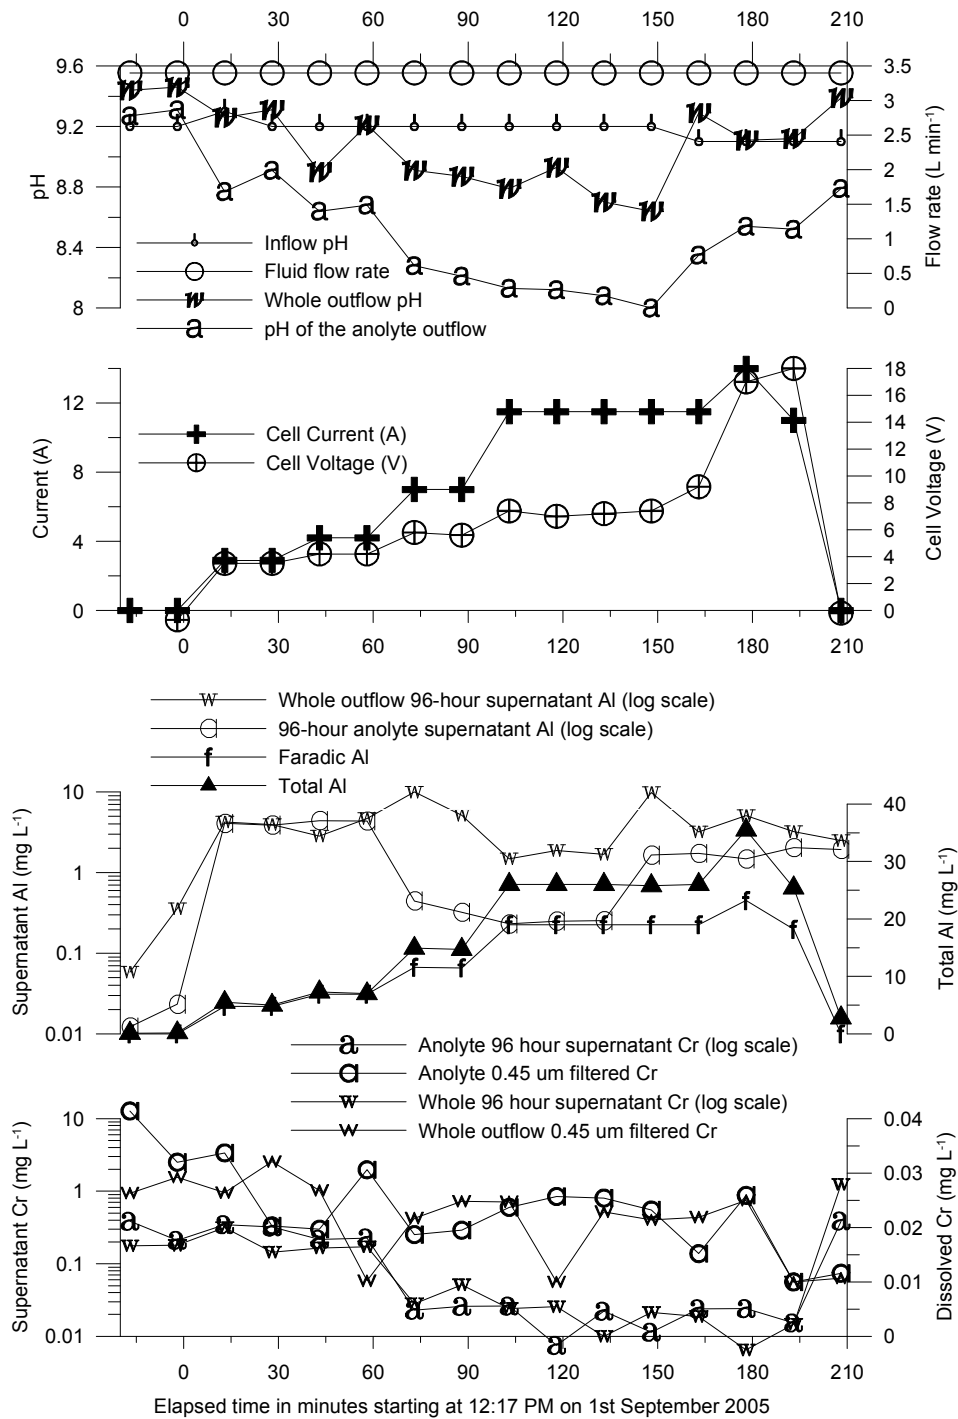 0 30 60 90 120 150 180 210
9.6
9.2
8.8
8.4
8
pH
3.5
3
2.5
2
1.5
1
0.5
0
Flow rate (L min-1)
Inflow pH
Fluid flow rate
Whole outflow pH
pH of the anolyte outflow
12
8
4
0
Current (A)
18
16
14
12
10
8
6
4
2
0
Cell Voltage (V)
Cell Current (A)
Cell Voltage (V)
0 30 60 90 120 150 180 210
Whole outflow 96-hour supernatant Al (log scale)
96-hour anolyte supernatant Al (log scale)
Faradic Al
Total Al
10
1
0.1
0.01
Supernatant Al (mg L-1)
40
30
20
10
0
Total Al (mg L-1)
Anolyte 96 hour supernatant Cr (log scale)
Anolyte 0.45 um filtered Cr
Whole 96 hour supernatant Cr (log scale)
Whole outflow 0.45 um filtered Cr
10
1
0.1
0.01
Supernatant Cr (mg L-1)
0.04
0.03
0.02
0.01
0
Dissolved Cr (mg L-1)
0 30 60 90 120 150 180 210
Elapsed time in minutes starting at 12:17 PM on 1st September 2005